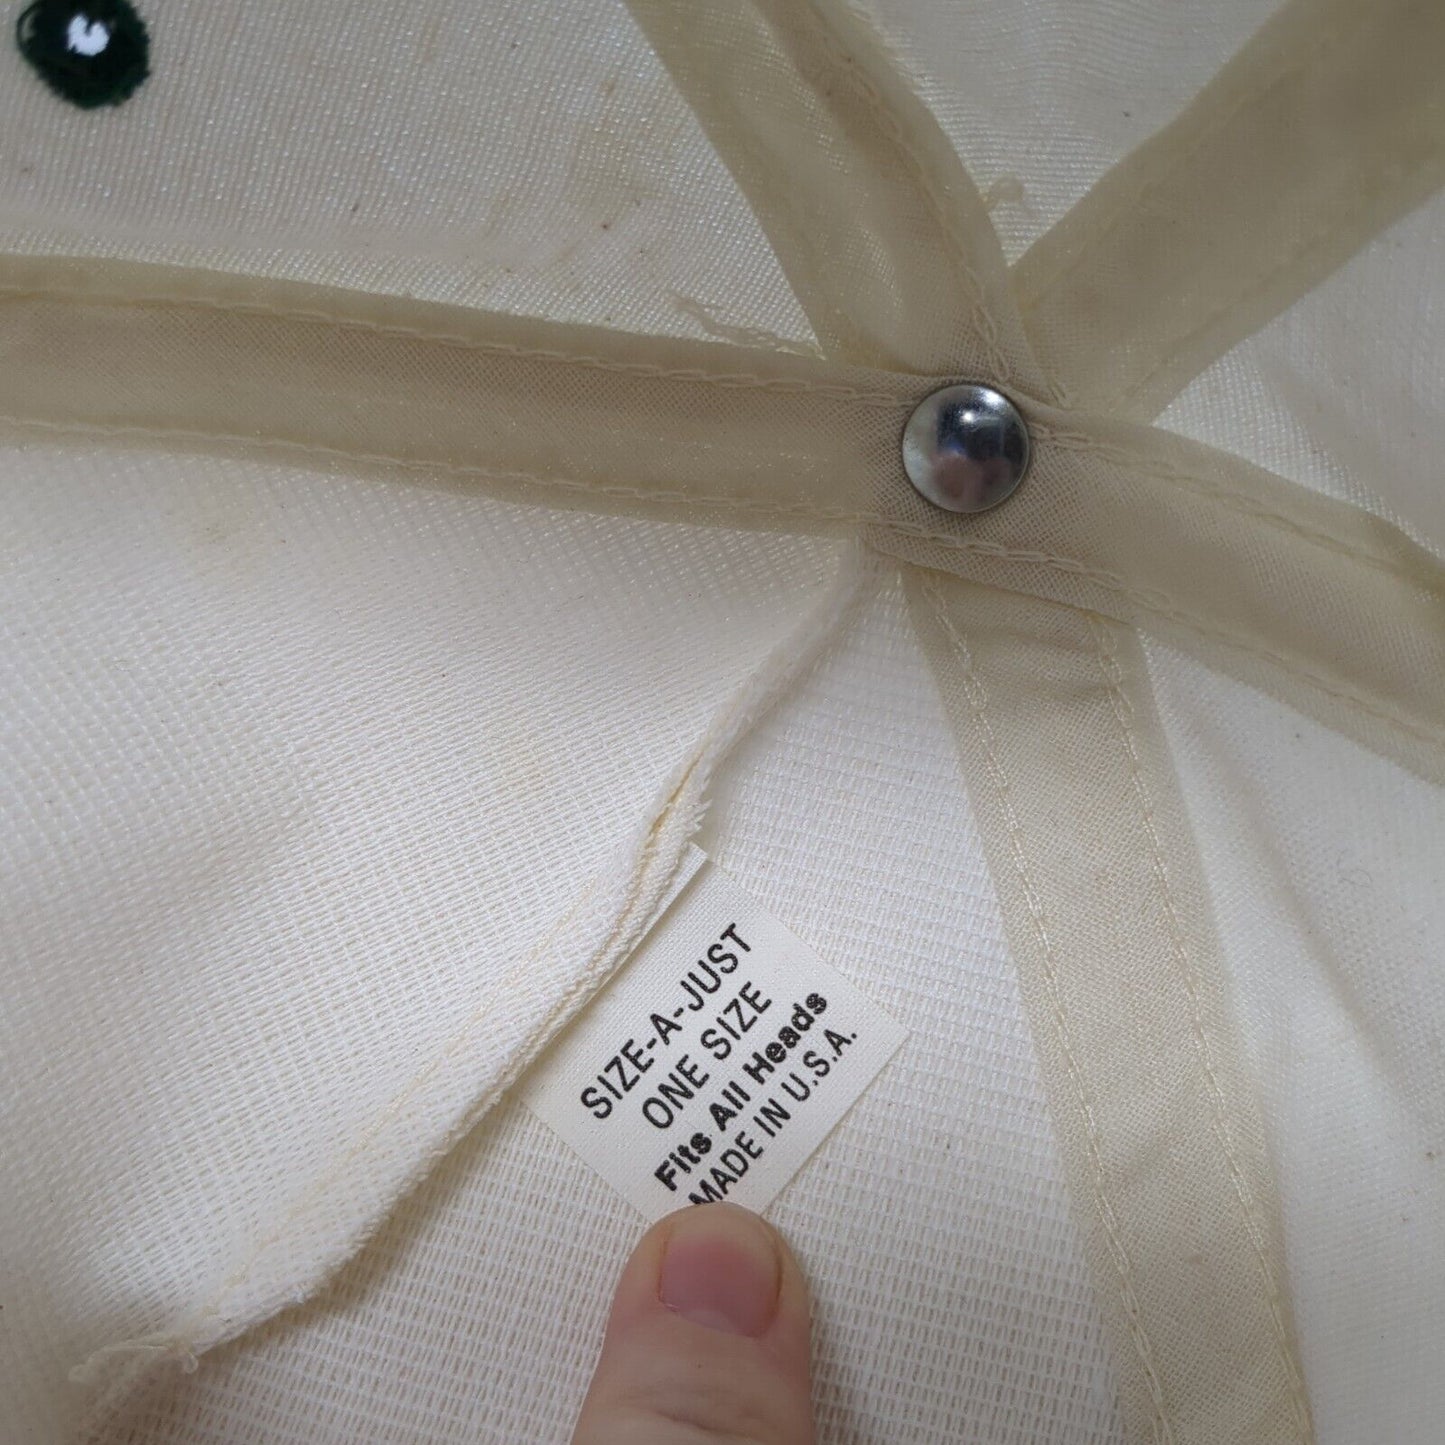 SIZE-A-JUST
ONE SIZE
Fits All Heads
MADE IN U.S.A.